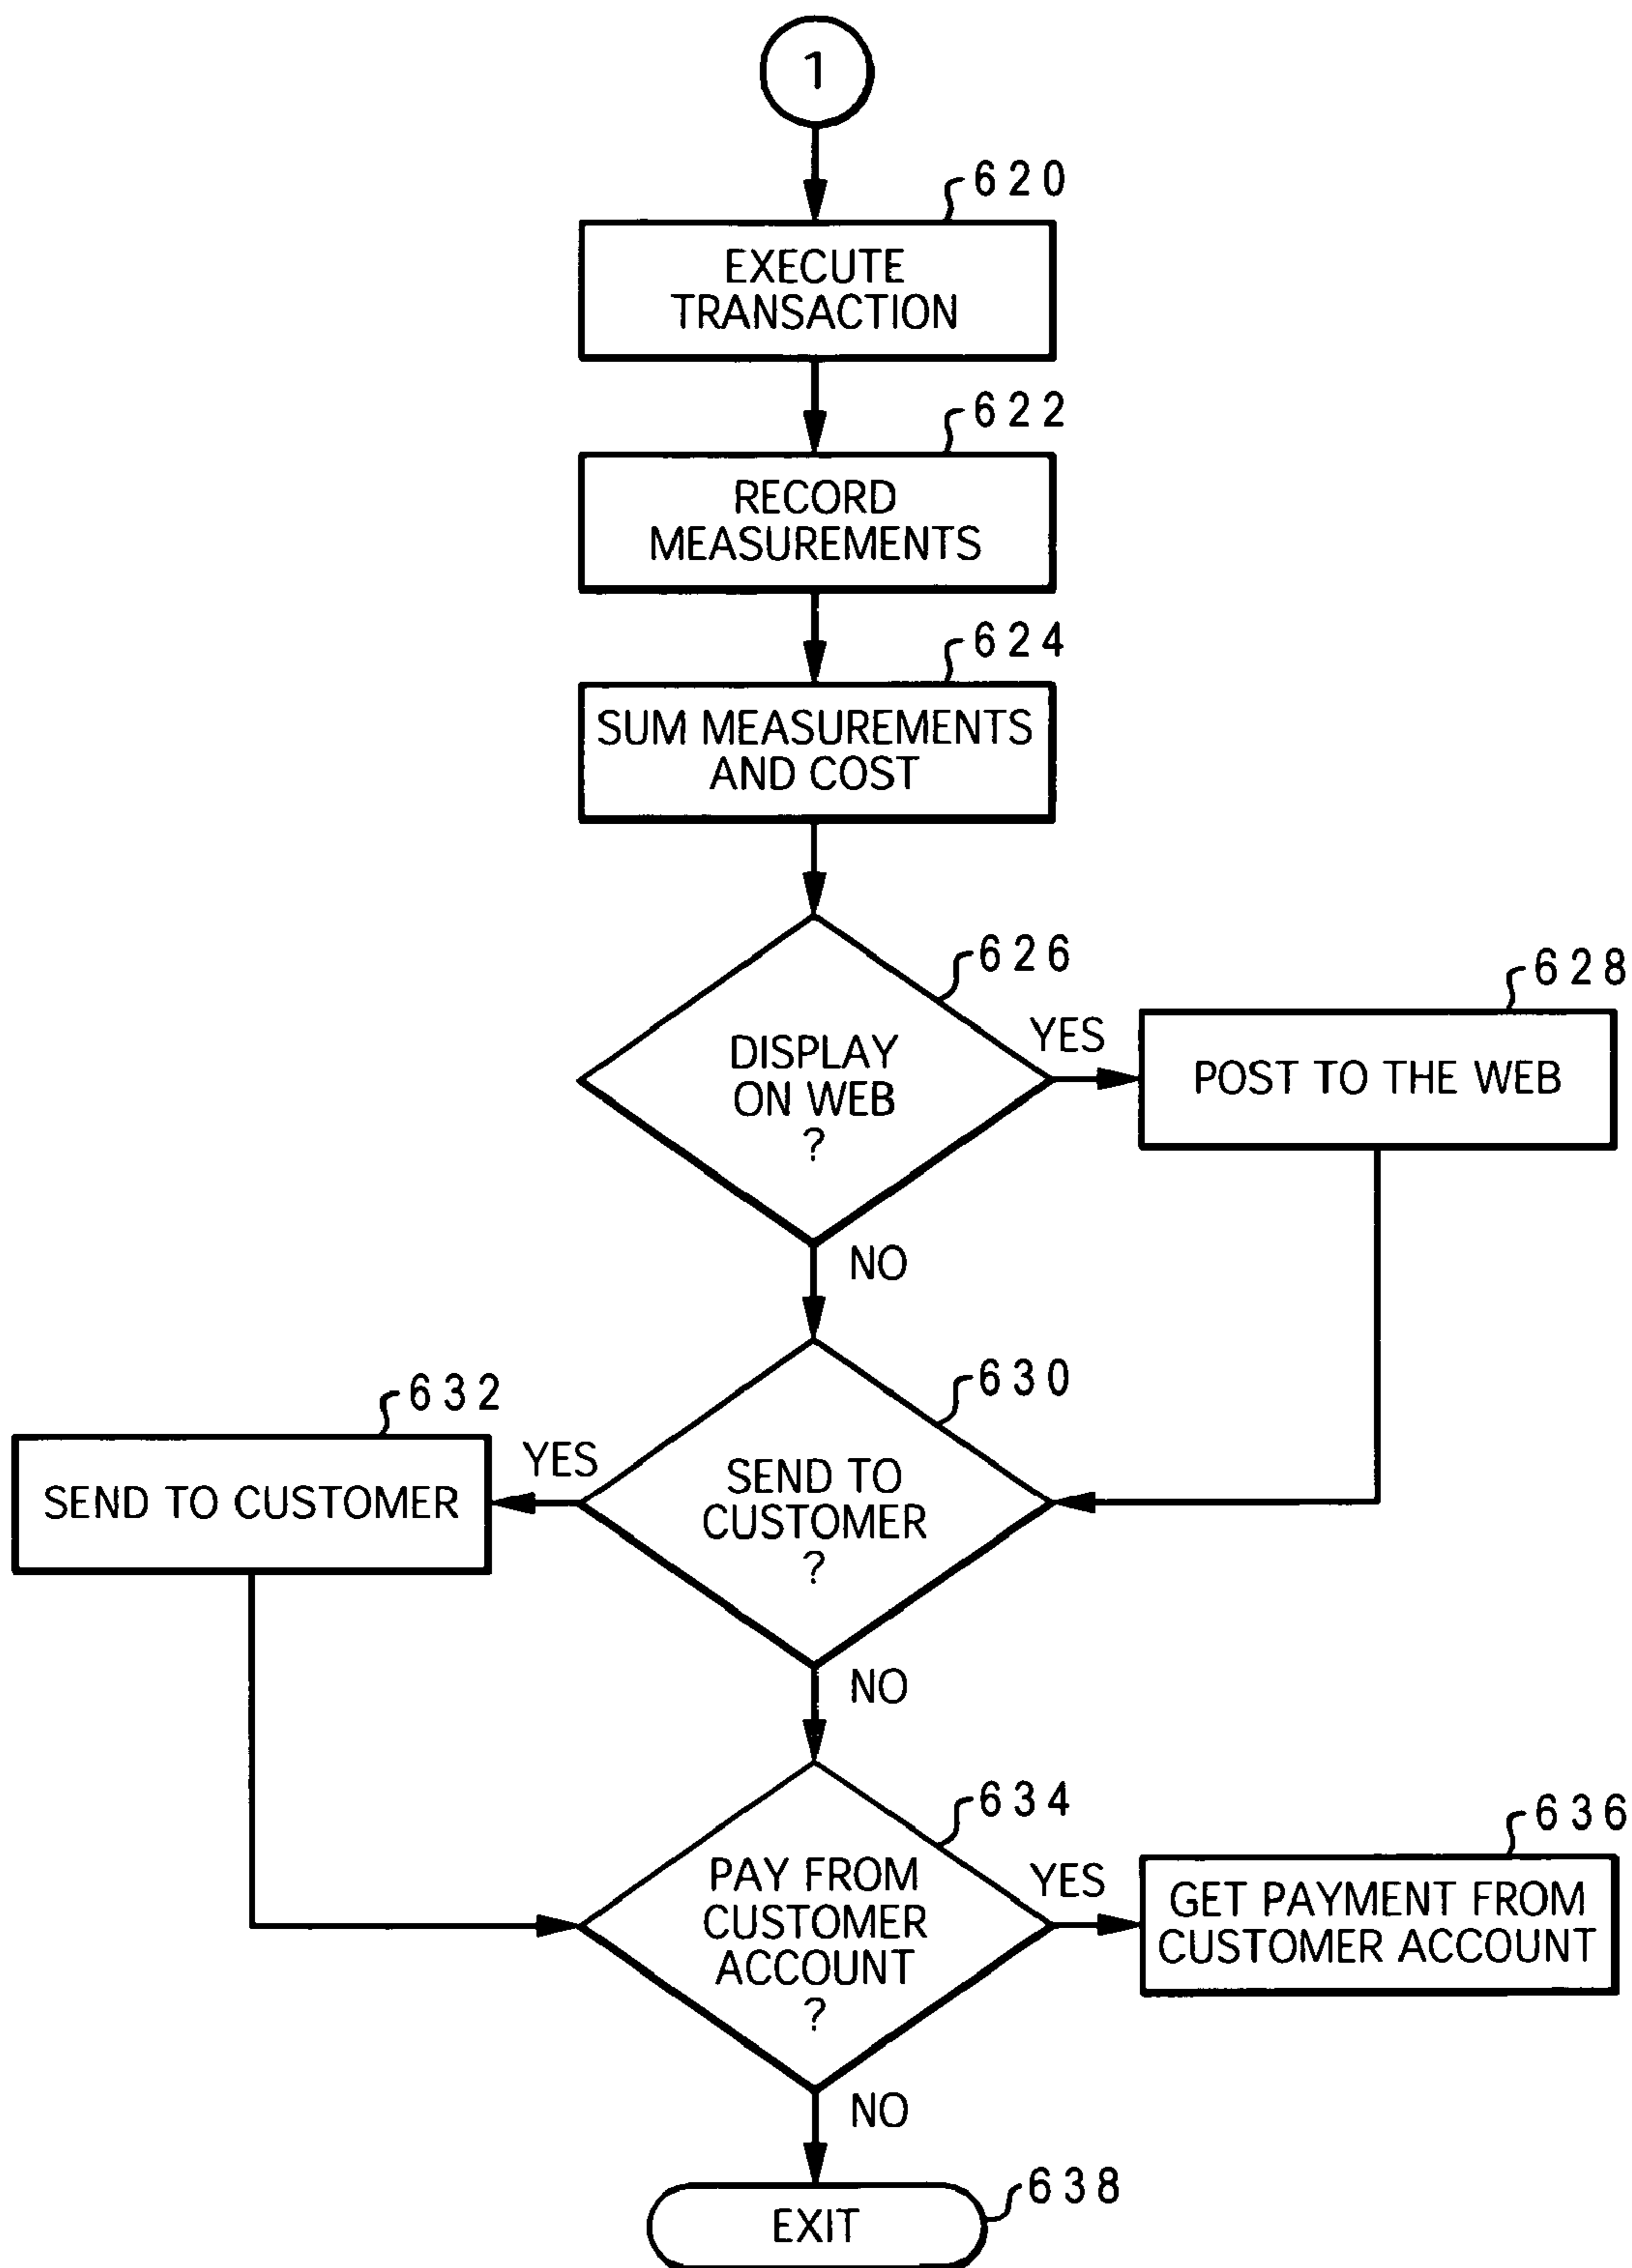 1
620
EXECUTE
TRANSACTION
622
RECORD
MEASUREMENTS
624
SUM MEASUREMENTS
AND COST
626
628
DISPLAY
ON WEB
?
YES
POST TO THE WEB
NO
630
632
SEND TO
CUSTOMER
?
YES
SEND TO CUSTOMER
NO
634
636
PAY FROM
CUSTOMER
ACCOUNT
?
YES
GET PAYMENT FROM
CUSTOMER ACCOUNT
NO
638
EXIT